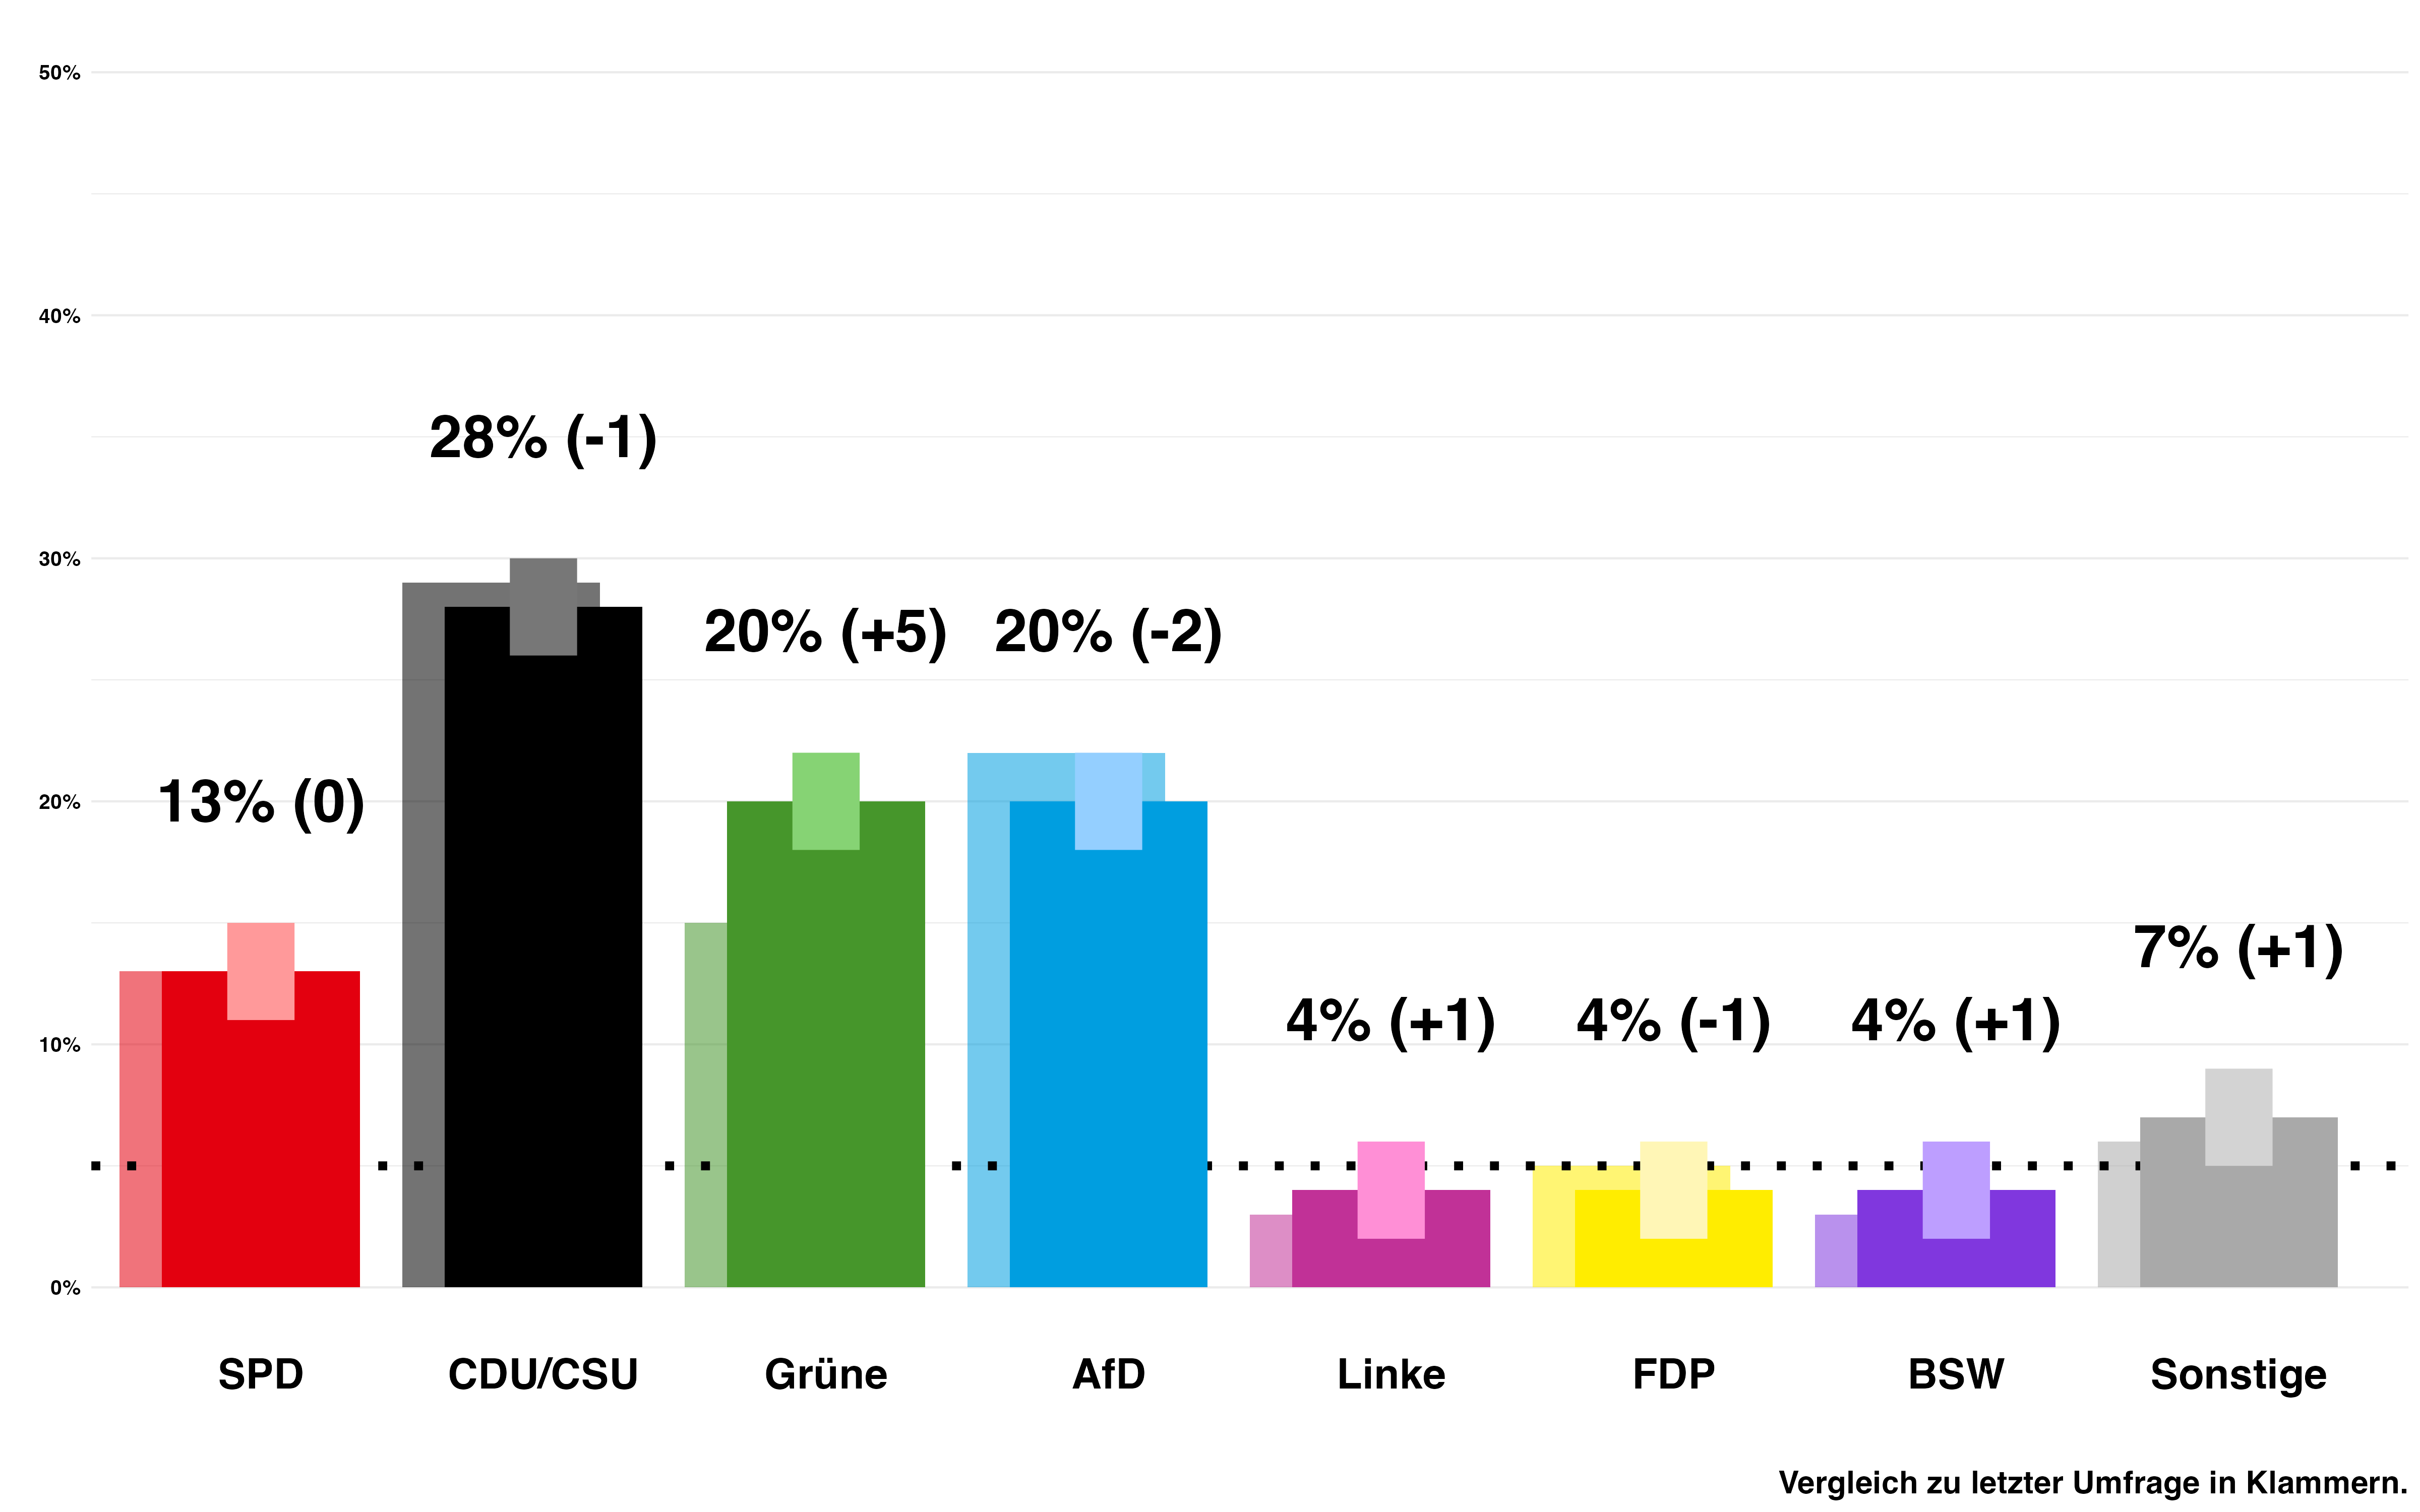 50%
40%
30%
20%
10%
0%
13% (0)
28% (-1)
20% (+5)
20% (-2)
4% (+1)
4% (-1)
4% (+1)
7% (+1)
SPD
CDU/CSU
Grüne
AfD
Linke
FDP
BSW
Sonstige
Vergleich zu letzter Umfrage in Klammern.